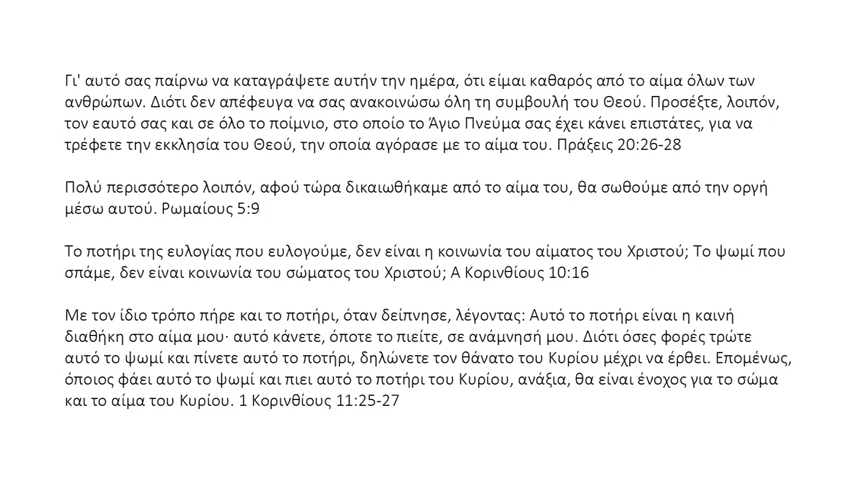 Γι' αυτό σας παίρνω να καταγράψετε αυτήν την ημέρα, ότι είμαι καθαρός από το αίμα όλων των
ανθρώπων. Διότι δεν απέφευγα να σας ανακοινώσω όλη τη συμβουλή του Θεού. Προσέξτε, λοιπόν,
τον εαυτό σας και σε όλο το ποίμνιο, στο οποίο το Άγιο Πνεύμα σας έχει κάνει επιστάτες, για να
τρέφετε την εκκλησία του Θεού, την οποία αγόρασε με το αίμα του. Πράξεις 20:26-28
Πολύ περισσότερο λοιπόν, αφού τώρα δικαιωθήκαμε από το αίμα του, θα σωθούμε από την οργή
μέσω αυτού. Ρωμαίους 5:9
Το ποτήρι της ευλογίας που ευλογούμε, δεν είναι η κοινωνία του αίματος του Χριστού; Το ψωμί που
σπάμε, δεν είναι κοινωνία του σώματος του Χριστού; Α Κορινθίους 10:16
Με τον ίδιο τρόπο πήρε και το ποτήρι, όταν δείπνησε, λέγοντας: Αυτό το ποτήρι είναι η καινή
διαθήκη στο αίμα μου· αυτό κάνετε, όποτε το πιείτε, σε ανάμνησή μου. Διότι όσες φορές τρώτε
αυτό το ψωμί και πίνετε αυτό το ποτήρι, δηλώνετε τον θάνατο του Κυρίου μέχρι να έρθει. Επομένως,
όποιος φάει αυτό το ψωμί και πιει αυτό το ποτήρι του Κυρίου, ανάξια, θα είναι ένοχος για το σώμα
και το αίμα του Κυρίου. 1 Κορινθίους 11:25-27